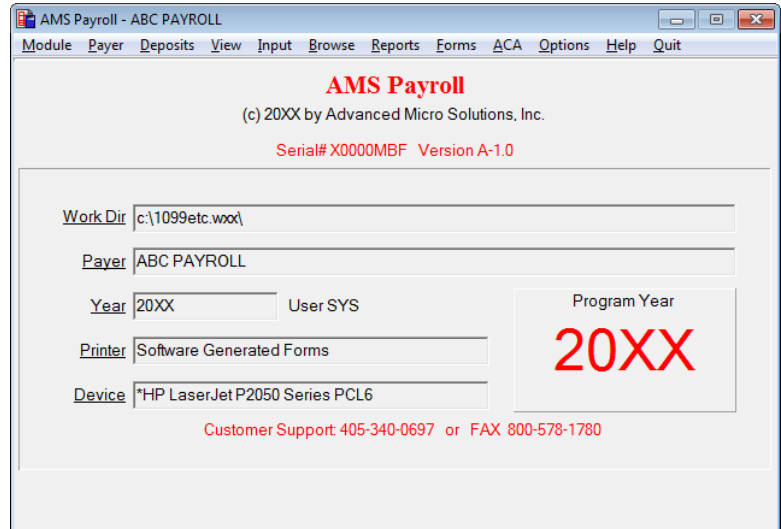 AMS Payroll - ABC PAYROLL
Module Payer Deposits View Input Browse Reports Forms ACA Options Help Quit
AMS Payroll
(c) 20XX by Advanced Micro Solutions, Inc.
Serial# X0000MBF Version A-1.0
Work Dir c:\1099etc.wxx\
Payer ABC PAYROLL
Year 20XX User SYS Program Year
20XX
Printer Software Generated Forms
Device *HP LaserJet P2050 Series PCL6
Customer Support: 405-340-0697 or FAX 800-578-1780